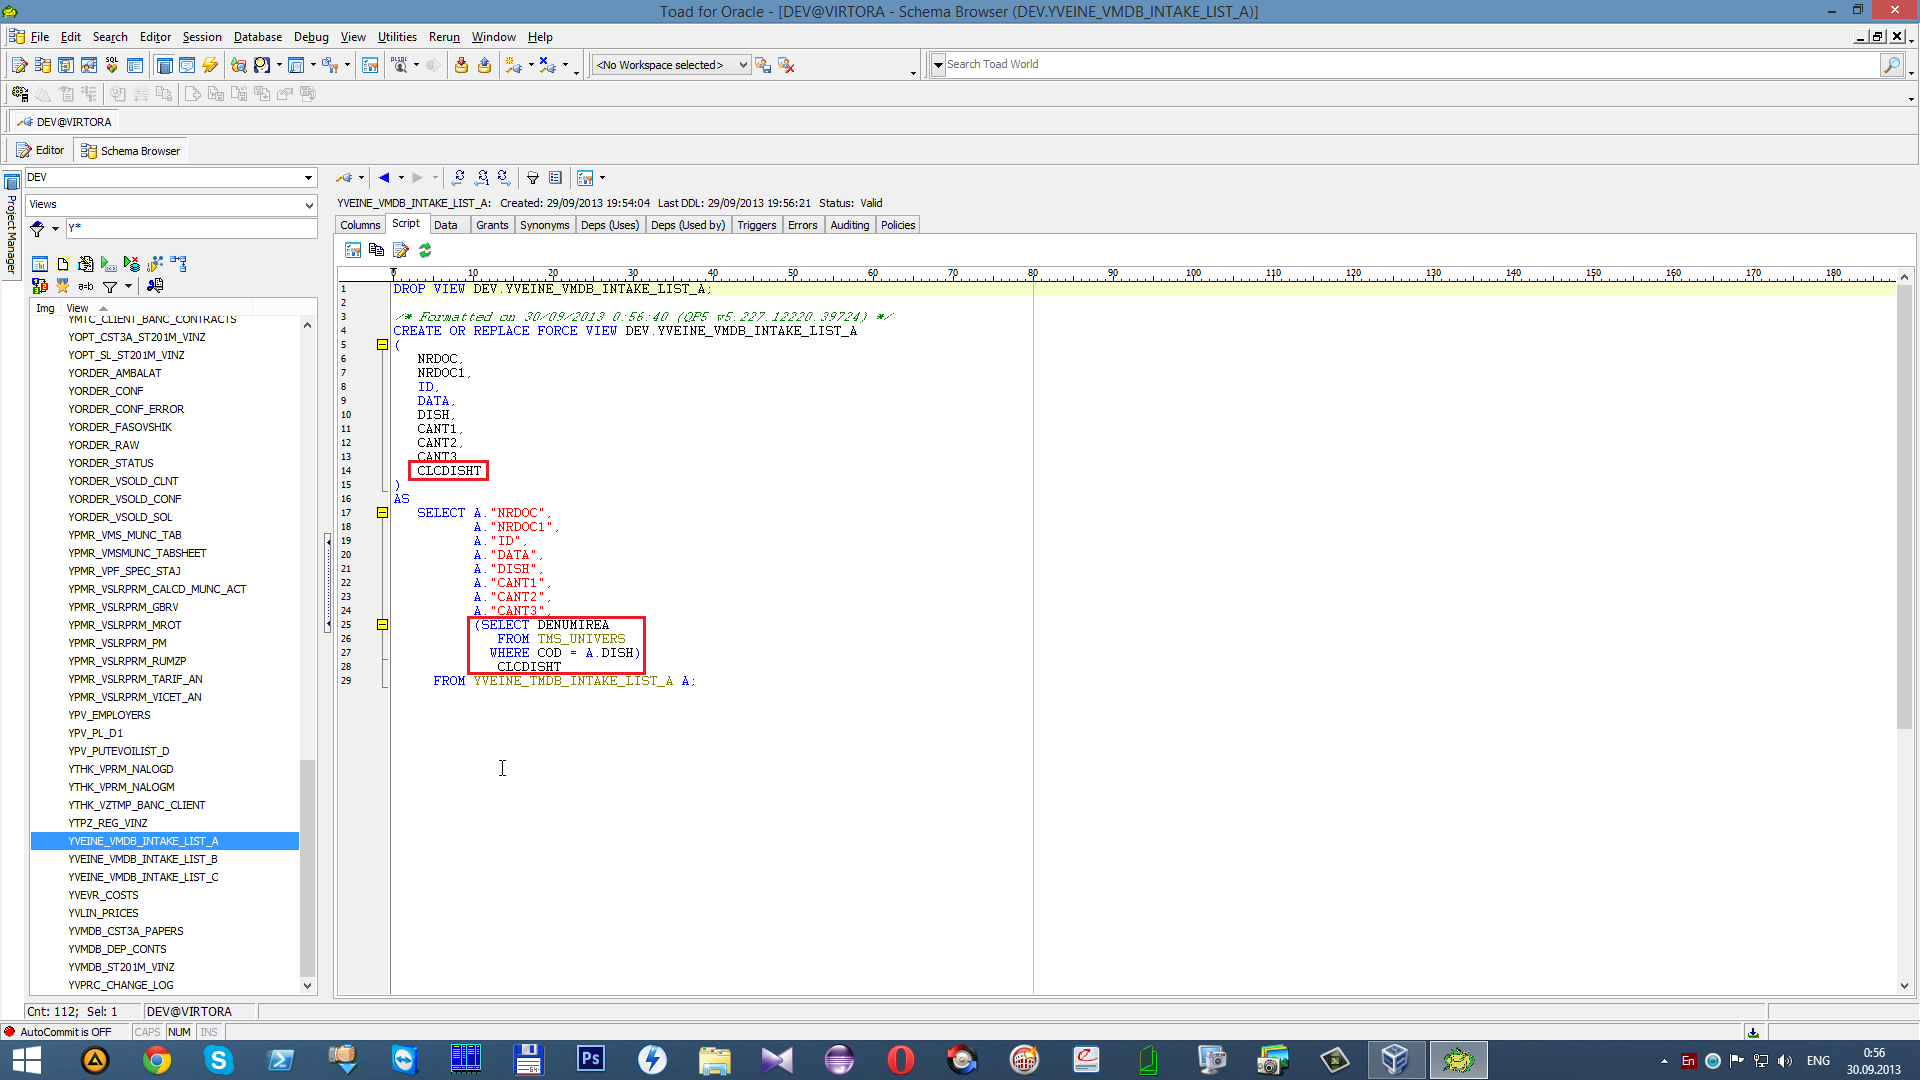 Toad for Oracle - [DEV@VIRTORA - Schema Browser (DEV.YVEINE_VMDB_INTAKE_LIST_A)]
File Edit Search Editor Session Database Debug View Utilities Rerun Window Help
SQL
<No Workspace selected>
Search Toad World
DEV@VIRTORA
Editor Schema Browser
Project Manager
DEV
Views
Y*
a=b
Img View
YMTC_CLIENT_BANC_CONTRACTS
YOPT_CST3A_ST201M_VINZ
YOPT_SL_ST201M_VINZ
YORDER_AMBALAT
YORDER_CONF
YORDER_CONF_ERROR
YORDER_FASOVSHIK
YORDER_RAW
YORDER_STATUS
YORDER_VSOLD_CLNT
YORDER_VSOLD_CONF
YORDER_VSOLD_SOL
YPMR_VMS_MUNC_TAB
YPMR_VMSMUNC_TABSHEET
YPMR_VPF_SPEC_STAJ
YPMR_VSLRPRM_CALCD_MUNC_ACT
YPMR_VSLRPRM_GBRV
YPMR_VSLRPRM_MROT
YPMR_VSLRPRM_PM
YPMR_VSLRPRM_RUMZP
YPMR_VSLRPRM_TARIF_AN
YPMR_VSLRPRM_VICET_AN
YPV_EMPLOYERS
YPV_PL_D1
YPV_PUTEVOILIST_D
YTHK_VPRM_NALOGD
YTHK_VPRM_NALOGM
YTHK_VZTMP_BANC_CLIENT
YTPZ_REG_VINZ
YVEINE_VMDB_INTAKE_LIST_A
YVEINE_VMDB_INTAKE_LIST_B
YVEINE_VMDB_INTAKE_LIST_C
YVEVR_COSTS
YVLIN_PRICES
YVMDB_CST3A_PAPERS
YVMDB_DEP_CONTS
YVMDB_ST201M_VINZ
YVPRC_CHANGE_LOG
YVEINE_VMDB_INTAKE_LIST_A: Created: 29/09/2013 19:54:04 Last DDL: 29/09/2013 19:56:21 Status: Valid
Columns Script Data Grants Synonyms Deps (Uses) Deps (Used by) Triggers Errors Auditing Policies
0 10 20 30 40 50 60 70 80 90 100 110 120 130 140 150 160 170 180
1 DROP VIEW DEV.YVEINE_VMDB_INTAKE_LIST_A;
2
3 /* Formatted on 30/09/2013 0:56:40 (QP5 v5.227.12220.39724) */
4 CREATE OR REPLACE FORCE VIEW DEV.YVEINE_VMDB_INTAKE_LIST_A
5 (
6 NRDOC,
7 NRDOC1,
8 ID,
9 DATA,
10 DISH,
11 CANT1,
12 CANT2,
13 CANT3
14 CLCDISHT
15 )
16 AS
17 SELECT A."NRDOC",
18 A."NRDOC1",
19 A."ID",
20 A."DATA",
21 A."DISH",
22 A."CANT1",
23 A."CANT2",
24 A."CANT3",
25 (SELECT DENUMIREA
26 FROM TMS_UNIVERS
27 WHERE COD = A.DISH)
28 CLCDISHT
29 FROM YVEINE_TMDB_INTAKE_LIST_A A;
Cnt: 112; Sel: 1 DEV@VIRTORA
AutoCommit is OFF CAPS NUM INS
64 Ps En ENG 0:56
30.09.2013